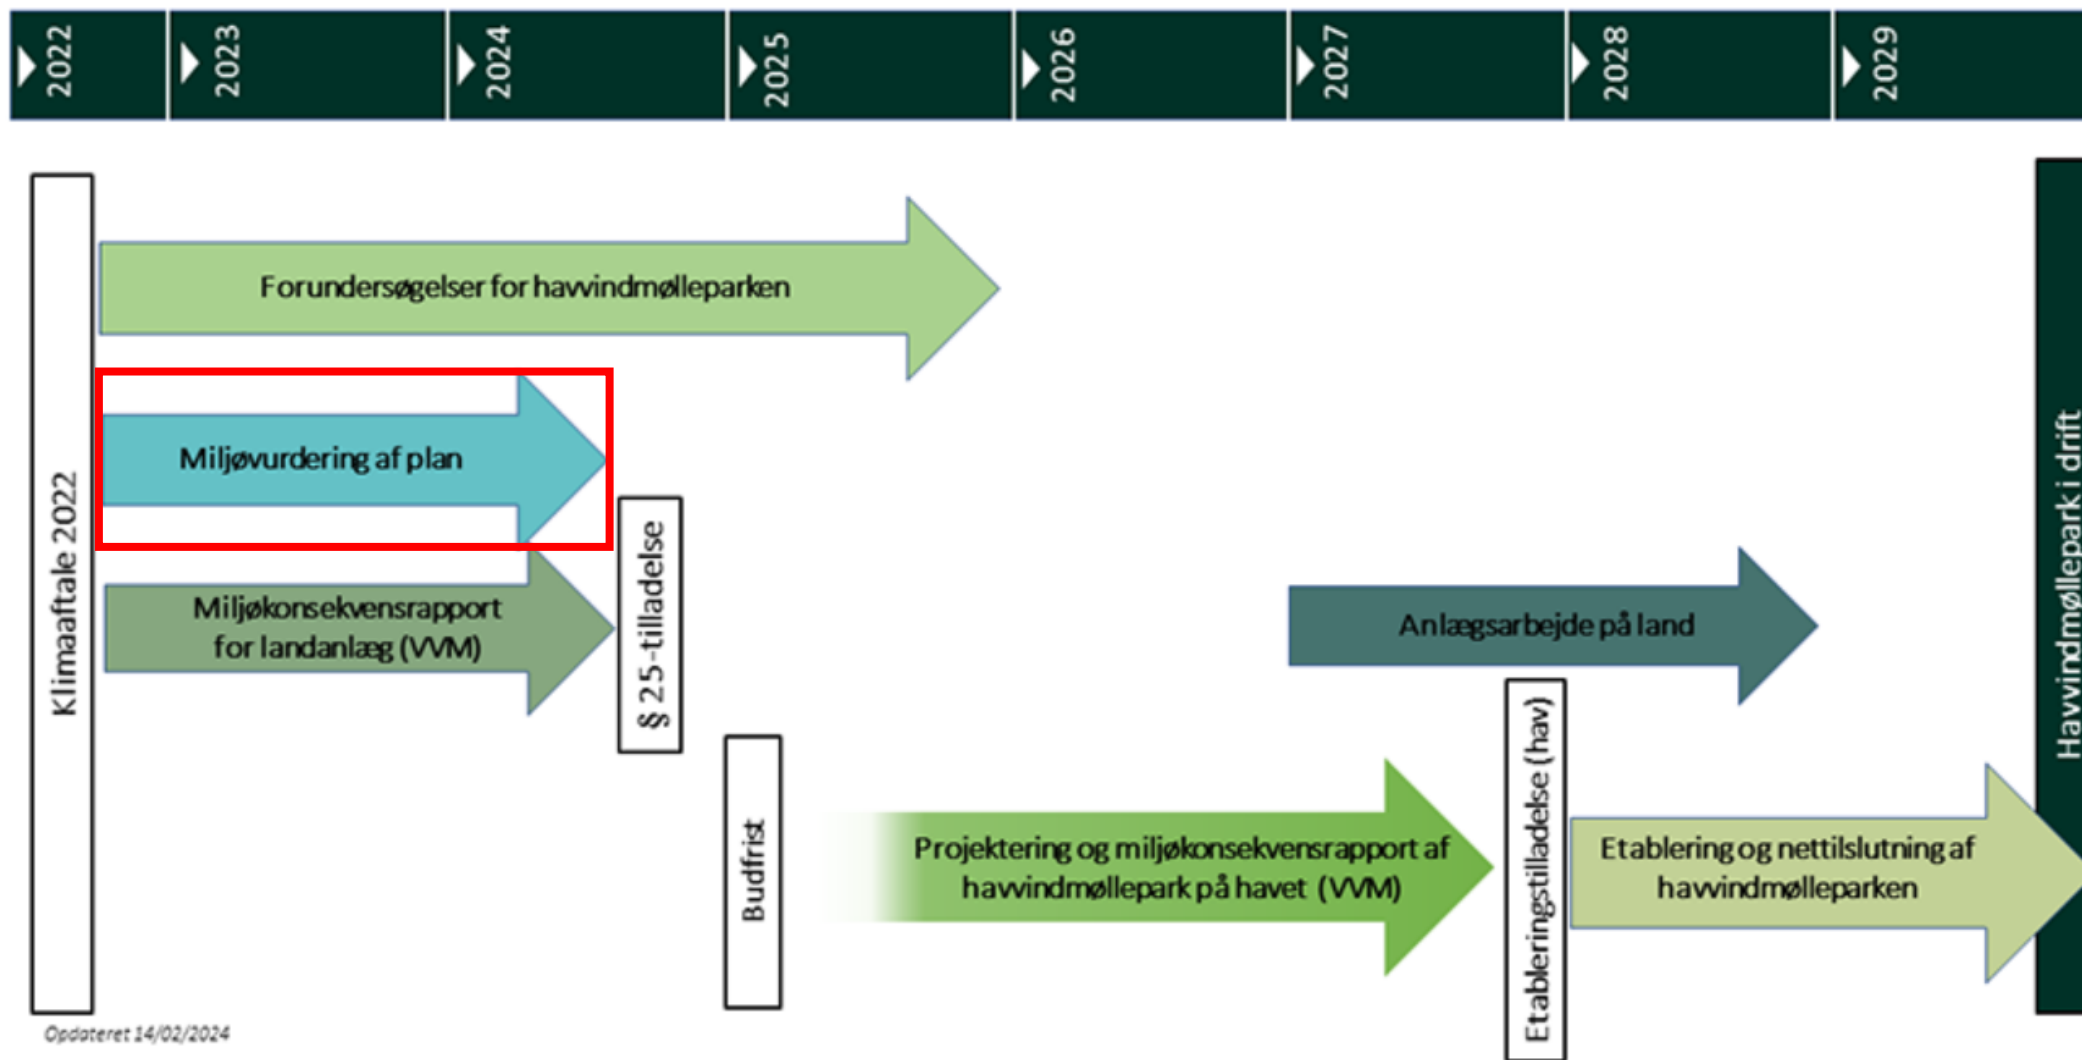 2022
2023
2024
2025
2026
2027
2028
2029
Klimaaftale 2022
Forundersøgelser for havvindmølleparken
Miljøvurdering af plan
Miljøkonsekvensrapport
for landanlæg (VVM)
§ 25-tilladelse
Budfrist
Projektering og miljøkonsekvensrapport af
havvindmøllepark på havet (VVM)
Anlægsarbejde på land
Etableringstilladelse (hav)
Etablering og nettilslutning af
havvindmølleparken
Havvindmøllepark i drift
Opdateret 14/02/2024